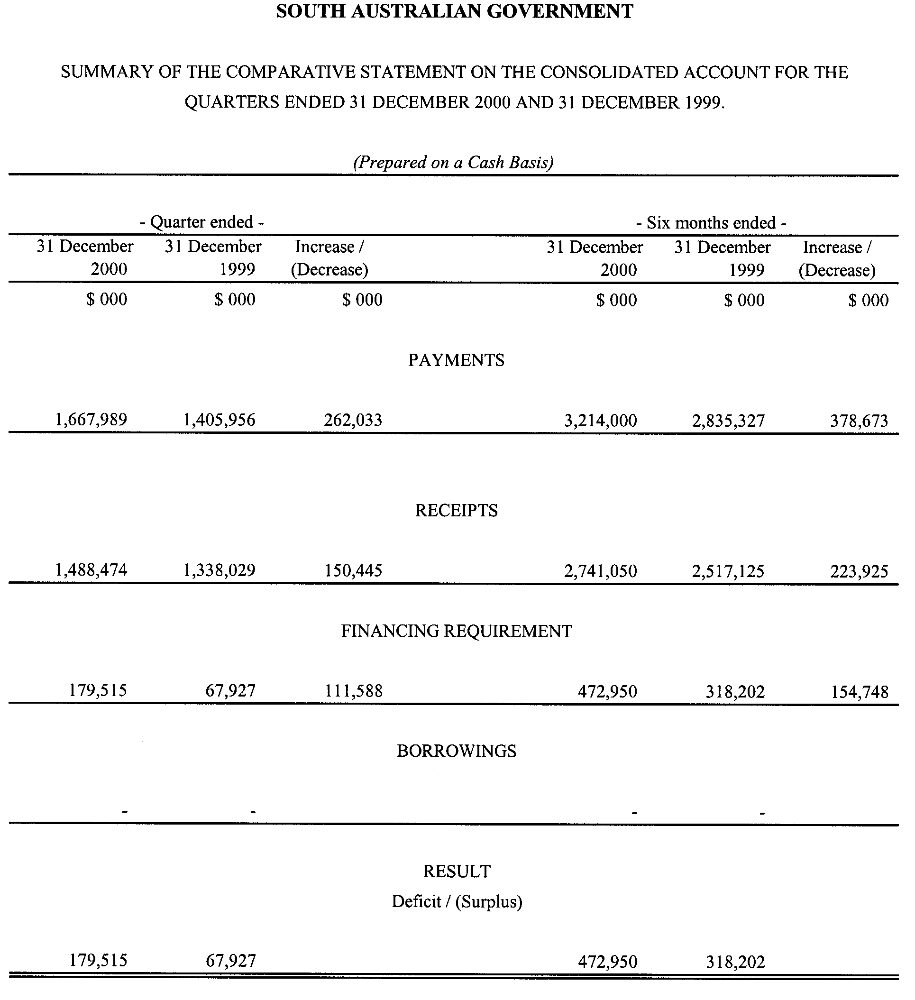 SOUTH AUSTRALIAN GOVERNMENT
SUMMARY OF THE COMPARATIVE STATEMENT ON THE CONSOLIDATED ACCOUNT FOR THE
QUARTERS ENDED 31 DECEMBER 2000 AND 31 DECEMBER 1999.
(Prepared on a Cash Basis)
- Quarter ended - - Six months ended -
31 December 31 December Increase / 31 December 31 December Increase /
2000 1999 (Decrease) 2000 1999 (Decrease)
$ 000 $ 000 $ 000 $ 000 $ 000 $ 000
PAYMENTS
1,667,989 1,405,956 262,033 3,214,000 2,835,327 378,673
RECEIPTS
1,488,474 1,338,029 150,445 2,741,050 2,517,125 223,925
FINANCING REQUIREMENT
179,515 67,927 111,588 472,950 318,202 154,748
BORROWINGS
- - - -
RESULT
Deficit / (Surplus)
179,515 67,927 472,950 318,202